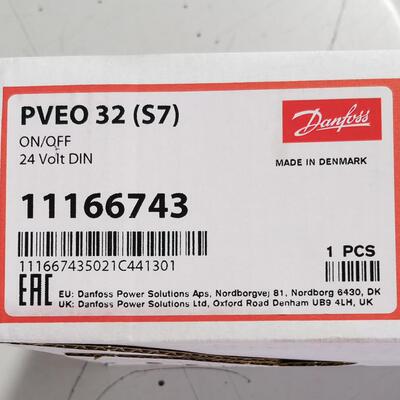 PVEO 32 (S7)
ON/OFF
24 Volt DIN
Danfoss
MADE IN DENMARK
11166743
111667435021C441301
1 PCS
EAC
EU: Danfoss Power Solutions Aps, Nordborgvej 81, Nordborg 6430, DK
UK: Danfoss Power Solutions Ltd, Oxford Road Denham UB9 4LH, UK